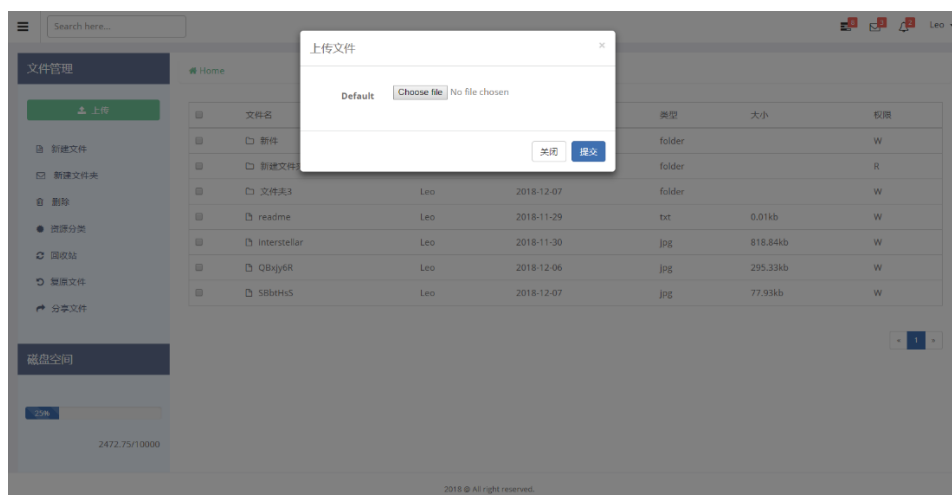 Search here...
5
3
2
Leo
上传文件
×
Default
Choose file No file chosen
关闭 提交
文件管理
上传
新建文件
新建文件夹
删除
资源分类
回收站
复原文件
分享文件
磁盘空间
25%
2472.75/10000
Home
文件名 类型 大小 权限
新件 folder W
新建文件 folder R
文件夹3 Leo 2018-12-07 folder W
readme Leo 2018-11-29 txt 0.01kb W
interstellar Leo 2018-11-30 jpg 818.84kb W
QBxjy6R Leo 2018-12-06 jpg 295.33kb W
SBbtHsS Leo 2018-12-07 jpg 77.93kb W
« 1 »
2018 @ All right reserved.